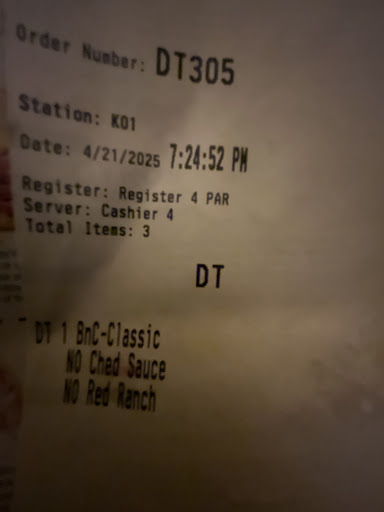 Order Number: DT305
Station: K01
Date: 4/21/2025 7:24:52 PM
Register: Register 4 PAR
Server: Cashier 4
Total Items: 3
DT
DT 1 BnC-Classic
NO Ched Sauce
NO Red Ranch